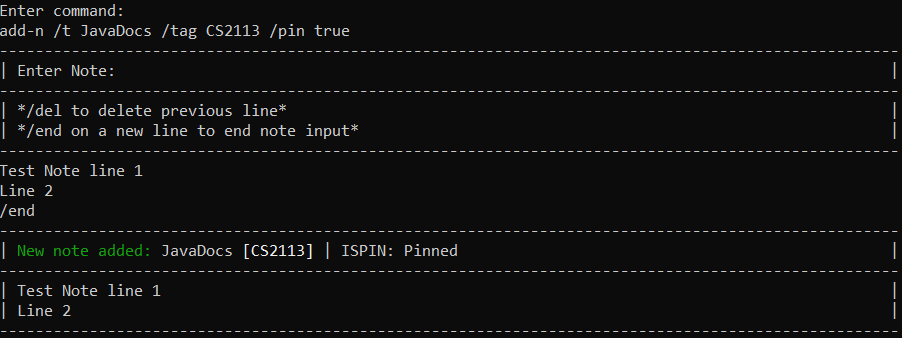 Enter command:
add-n /t JavaDocs /tag CS2113 /pin true
----------------------------------------------------------------------------------------------------
| Enter Note: |
----------------------------------------------------------------------------------------------------
| */del to delete previous line* |
| */end on a new line to end note input* |
----------------------------------------------------------------------------------------------------
Test Note line 1
Line 2
/end
----------------------------------------------------------------------------------------------------
| New note added: JavaDocs [CS2113] | ISPIN: Pinned |
----------------------------------------------------------------------------------------------------
| Test Note line 1 |
| Line 2 |
----------------------------------------------------------------------------------------------------